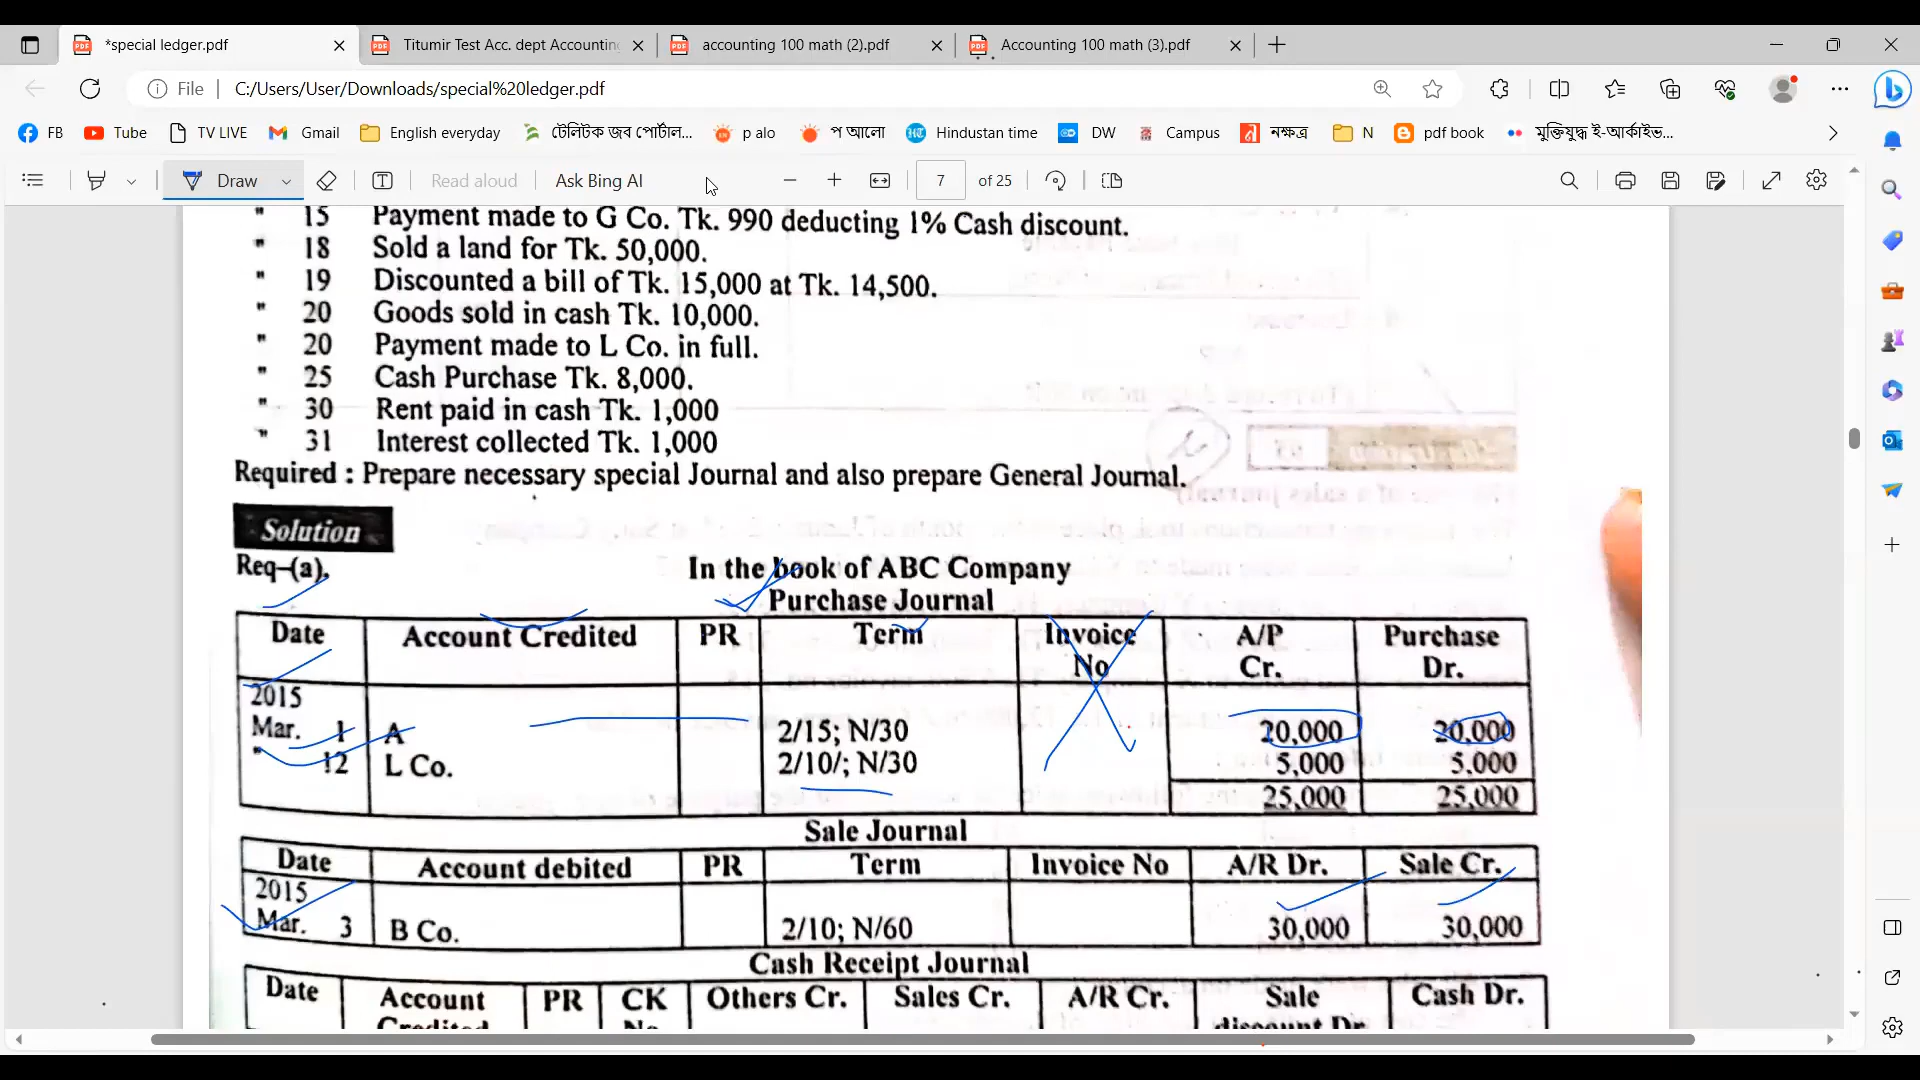 *special ledger.pdf
Titumir Test Acc. dept Accountin
accounting 100 math (2).pdf
Accounting 100 math (3).pdf
File
C:/Users/User/Downloads/special%20ledger.pdf
FB
Tube
TV LIVE
Gmail
English everyday
টেলিটক জব পোর্টাল...
p alo
প আলো
HT
Hindustan time
DW
Campus
নক্ষত্র
N
pdf book
মুক্তিযুদ্ধ ই-আর্কাইভ...
Draw
Read aloud
Ask Bing AI
7
of 25
" 15 Payment made to G Co. Tk. 990 deducting 1% Cash discount.
" 18 Sold a land for Tk. 50,000.
" 19 Discounted a bill of Tk. 15,000 at Tk. 14,500.
" 20 Goods sold in cash Tk. 10,000.
" 20 Payment made to L Co. in full.
" 25 Cash Purchase Tk. 8,000.
" 30 Rent paid in cash Tk. 1,000
" 31 Interest collected Tk. 1,000
Required : Prepare necessary special Journal and also prepare General Journal.
Solution
Req-(a).
In the book of ABC Company
Purchase Journal
Date Account Credited PR Term Invoice No A/P Cr. Purchase Dr.
2015
Mar. 1 A 2/15; N/30 20,000 20,000
" 12 L Co. 2/10/; N/30 5,000 5,000
25,000 25,000
Sale Journal
Date Account debited PR Term Invoice No A/R Dr. Sale Cr.
2015
Mar. 3 B Co. 2/10; N/60 30,000 30,000
Cash Receipt Journal
Date Account Credited PR CK No Others Cr. Sales Cr. A/R Cr. Sale discount Dr Cash Dr.